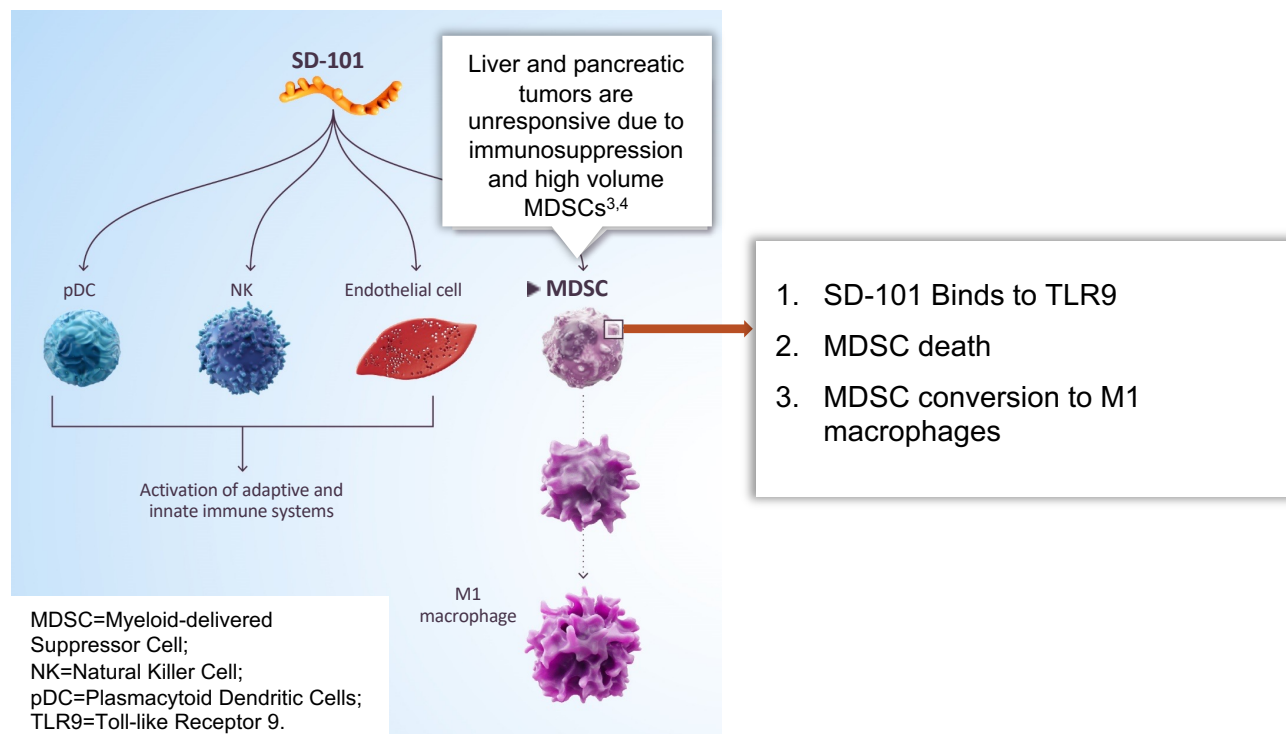 SD-101
Liver and pancreatic
tumors are
unresponsive due to
immunosuppression
and high volume
MDSCs3,4
pDC
NK
Endothelial cell
▶ MDSC
1. SD-101 Binds to TLR9
2. MDSC death
3. MDSC conversion to M1
macrophages
Activation of adaptive and
innate immune systems
M1
macrophage
MDSC=Myeloid-delivered
Suppressor Cell;
NK=Natural Killer Cell;
pDC=Plasmacytoid Dendritic Cells;
TLR9=Toll-like Receptor 9.